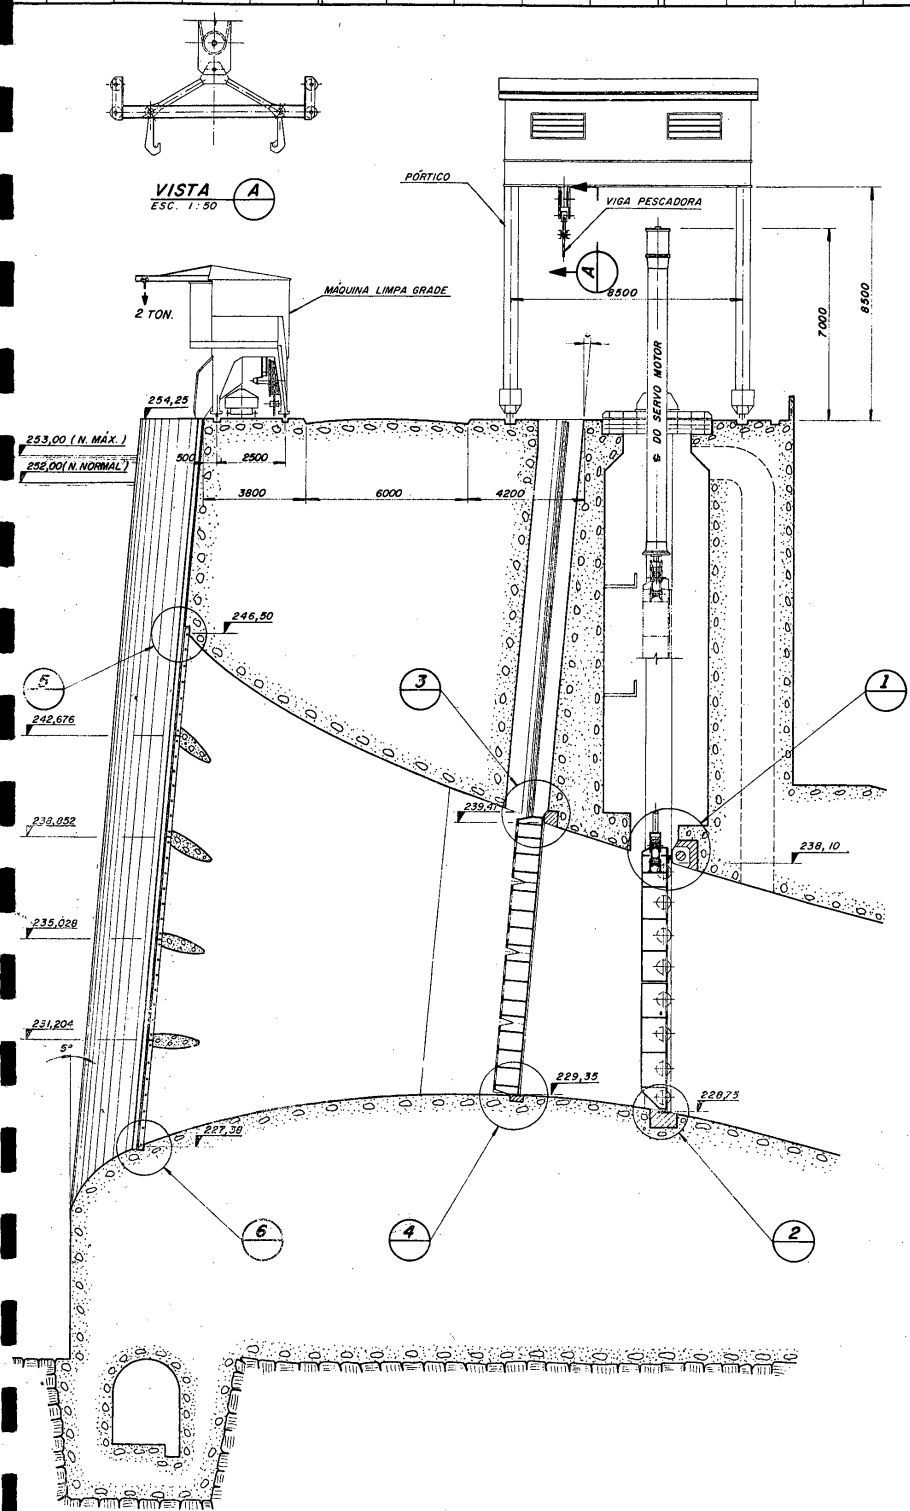 VISTA
ESC. 1:50
A
PÓRTICO
VIGA PESCADORA
A
8500
7000
8500
MÁQUINA LIMPA GRADE
2 TON.
254,25
253,00 (N. MÁX.)
252,00 (N. NORMAL)
500
2500
3800
6000
4200
℄ DO SERVO MOTOR
246,50
5
3
1
242,676
239,41
238,852
238,10
235,028
231,204
5°
229,35
228,75
227,38
6
4
2